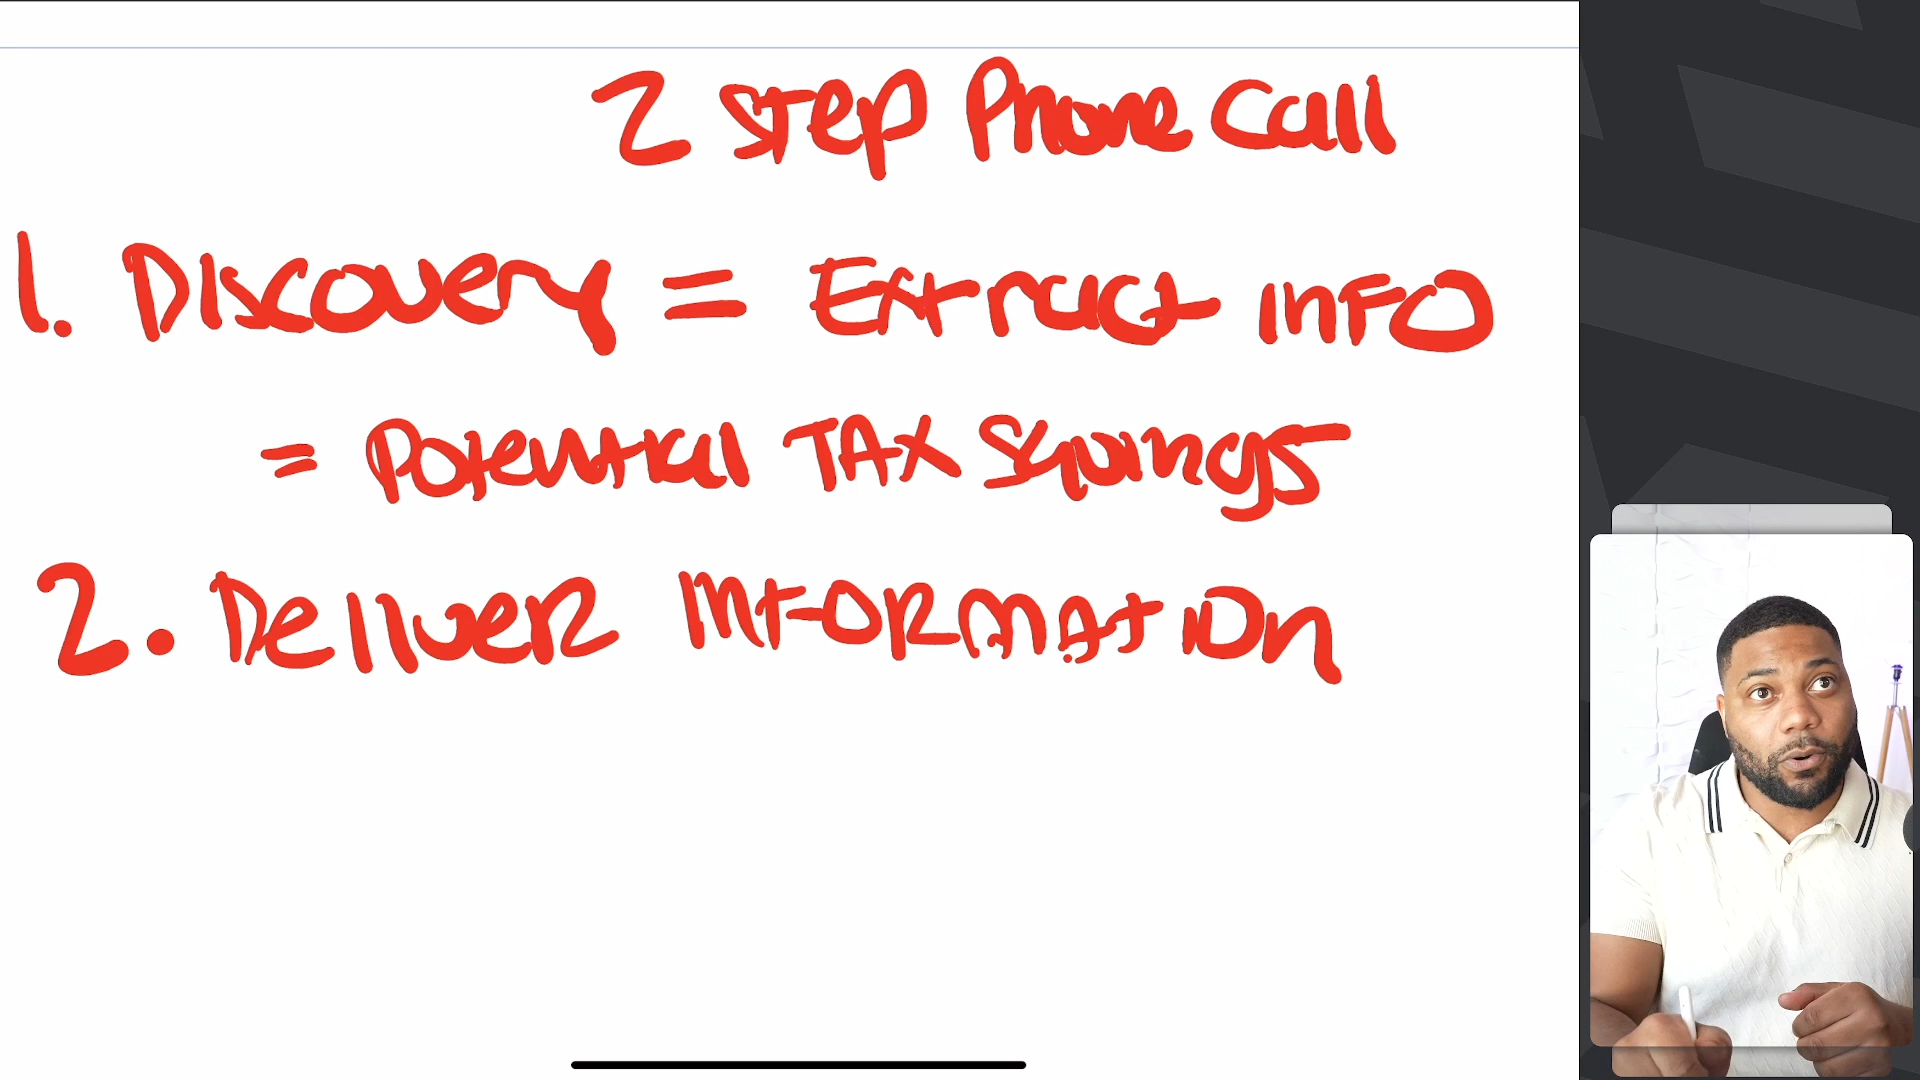 2 Step Phone Call
1. Discovery = Extract info
= Potential TAX Savings
2. Deliver INFORMATION